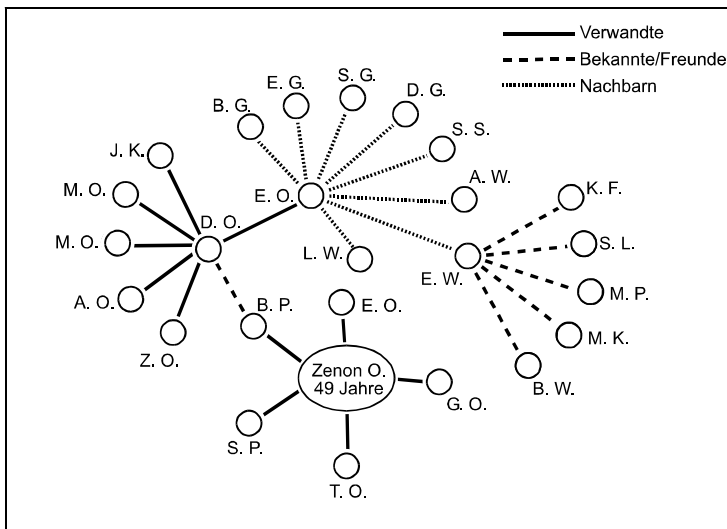 Verwandte
Bekannte/Freunde
Nachbarn
S. G.
E. G.
D. G.
B. G.
S. S.
J. K.
A. W.
M. O.
E. O.
K. F.
D. O.
M. O.
L. W.
S. L.
E. W.
A. O.
B. P.
E. O.
M. P.
M. K.
Z. O.
Zenon O.
49 Jahre
B. W.
G. O.
S. P.
T. O.